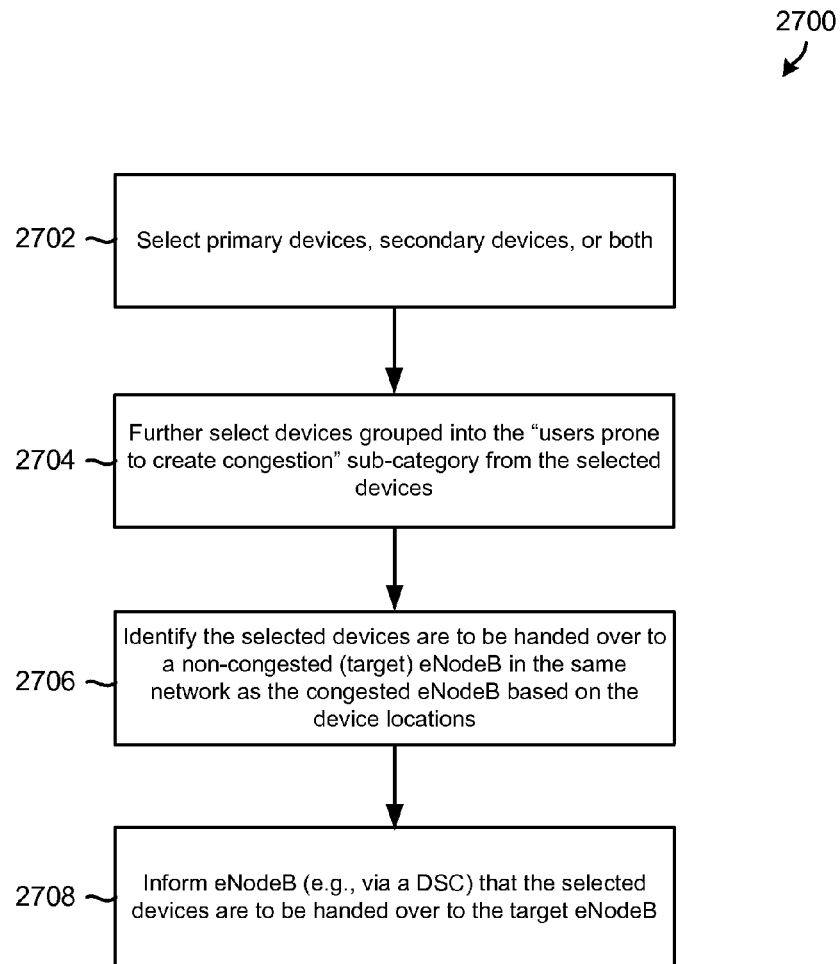 2700
2702
Select primary devices, secondary devices, or both
2704
Further select devices grouped into the “users prone
to create congestion” sub-category from the selected
devices
2706
Identify the selected devices are to be handed over to
a non-congested (target) eNodeB in the same
network as the congested eNodeB based on the
device locations
2708
Inform eNodeB (e.g., via a DSC) that the selected
devices are to be handed over to the target eNodeB